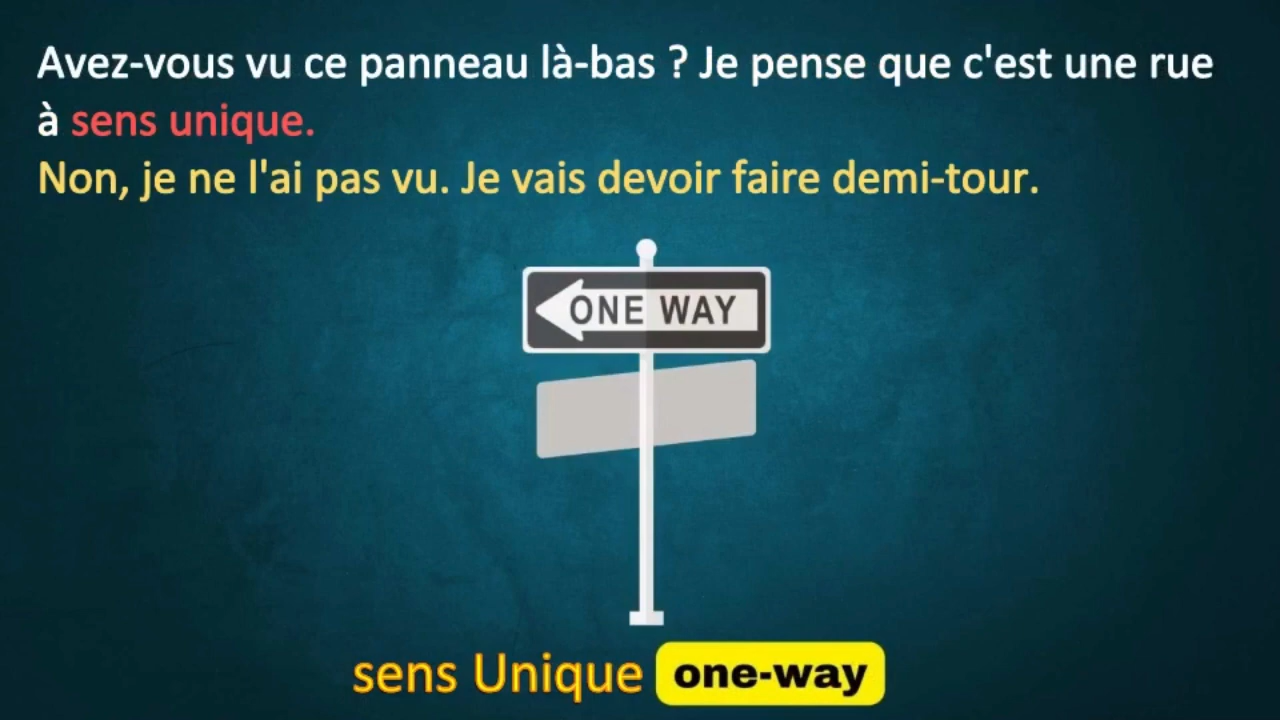 Avez-vous vu ce panneau là-bas ? Je pense que c'est une rue
à sens unique.
Non, je ne l'ai pas vu. Je vais devoir faire demi-tour.
ONE WAY
sens Unique one-way